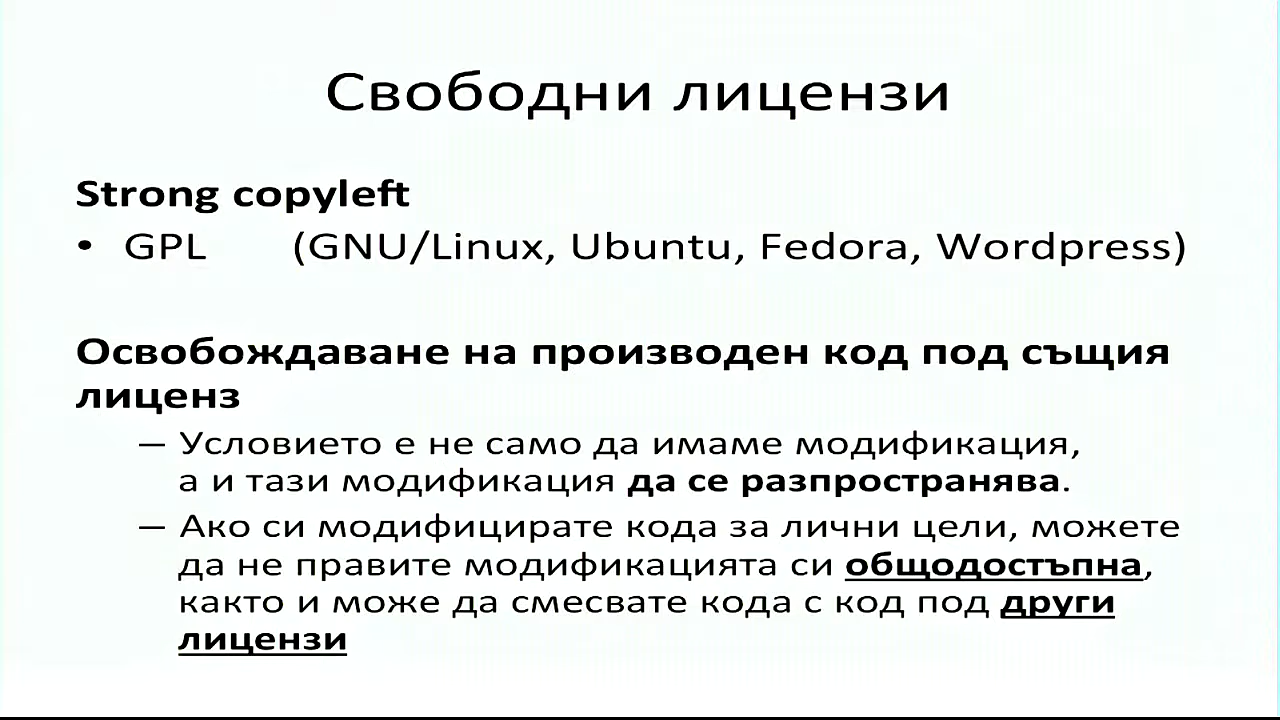 Свободни лицензи
Strong copyleft
• GPL (GNU/Linux, Ubuntu, Fedora, Wordpress)
Освобождаване на производен код под същия
лиценз
– Условието е не само да имаме модификация,
а и тази модификация да се разпространява.
– Ако си модифицирате кода за лични цели, можете
да не правите модификацията си общодостъпна,
както и може да смесвате кода с код под други
лицензи